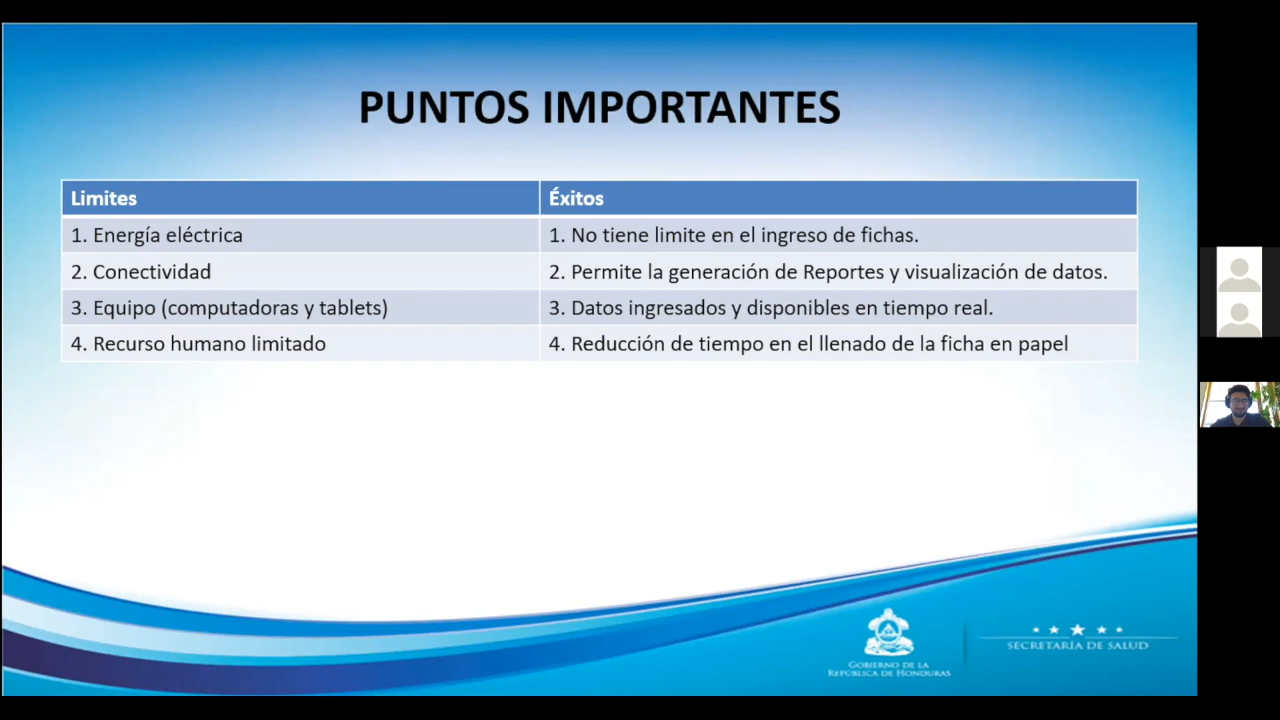 PUNTOS IMPORTANTES
Limites
Éxitos
1. Energía eléctrica
1. No tiene limite en el ingreso de fichas.
2. Conectividad
2. Permite la generación de Reportes y visualización de datos.
3. Equipo (computadoras y tablets)
3. Datos ingresados y disponibles en tiempo real.
4. Recurso humano limitado
4. Reducción de tiempo en el llenado de la ficha en papel
GOBIERNO DE LA
REPÚBLICA DE HONDURAS
SECRETARÍA DE SALUD